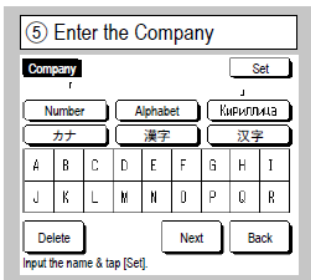 ⑤ Enter the Company
Company Set
Number Alphabet Кириллица
カナ 漢字 汉字
A B C D E F G H I
J K L M N O P Q R
Delete Next Back
Input the name & tap [Set].